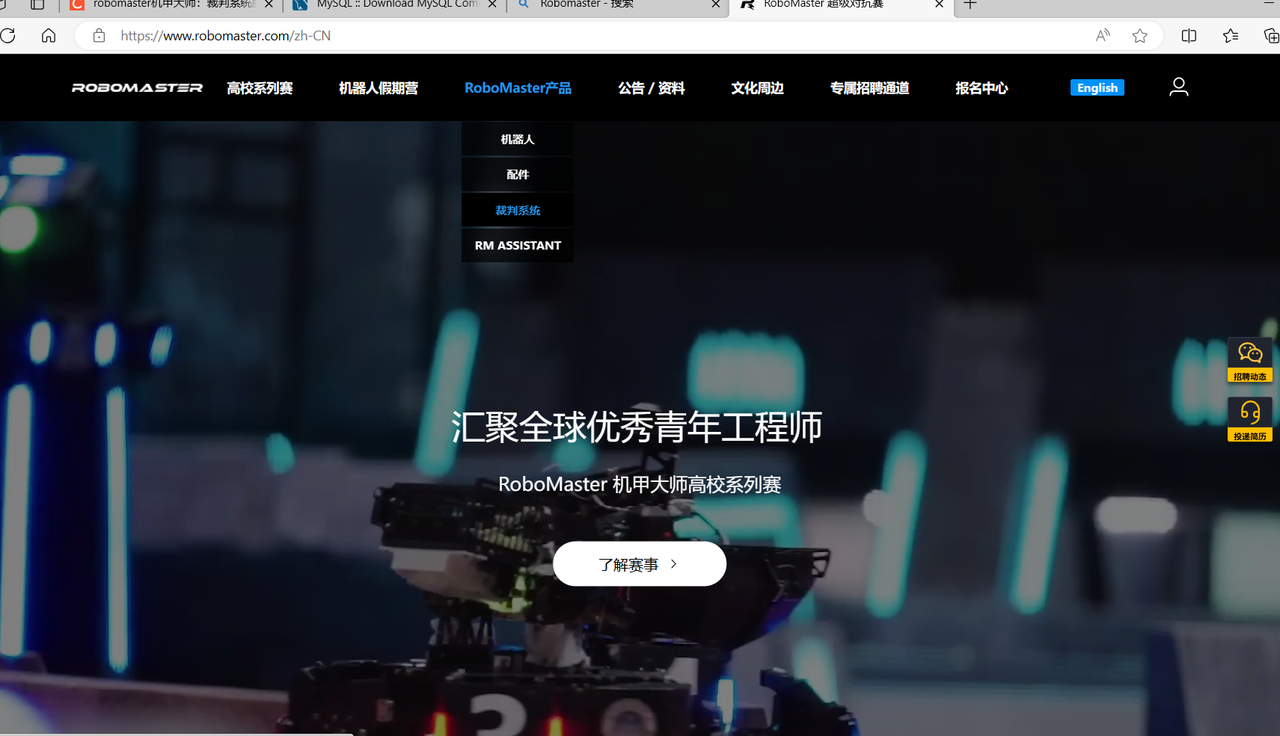 robomaster机甲大师：裁判系统
MySQL :: Download MySQL Com
Robomaster - 搜索
RoboMaster 超级对抗赛
https://www.robomaster.com/zh-CN
ROBOMASTER
高校系列赛
机器人假期营
RoboMaster产品
公告 / 资料
文化周边
专属招聘通道
报名中心
English
机器人
配件
裁判系统
RM ASSISTANT
汇聚全球优秀青年工程师
RoboMaster 机甲大师高校系列赛
了解赛事
招聘动态
投递简历
3